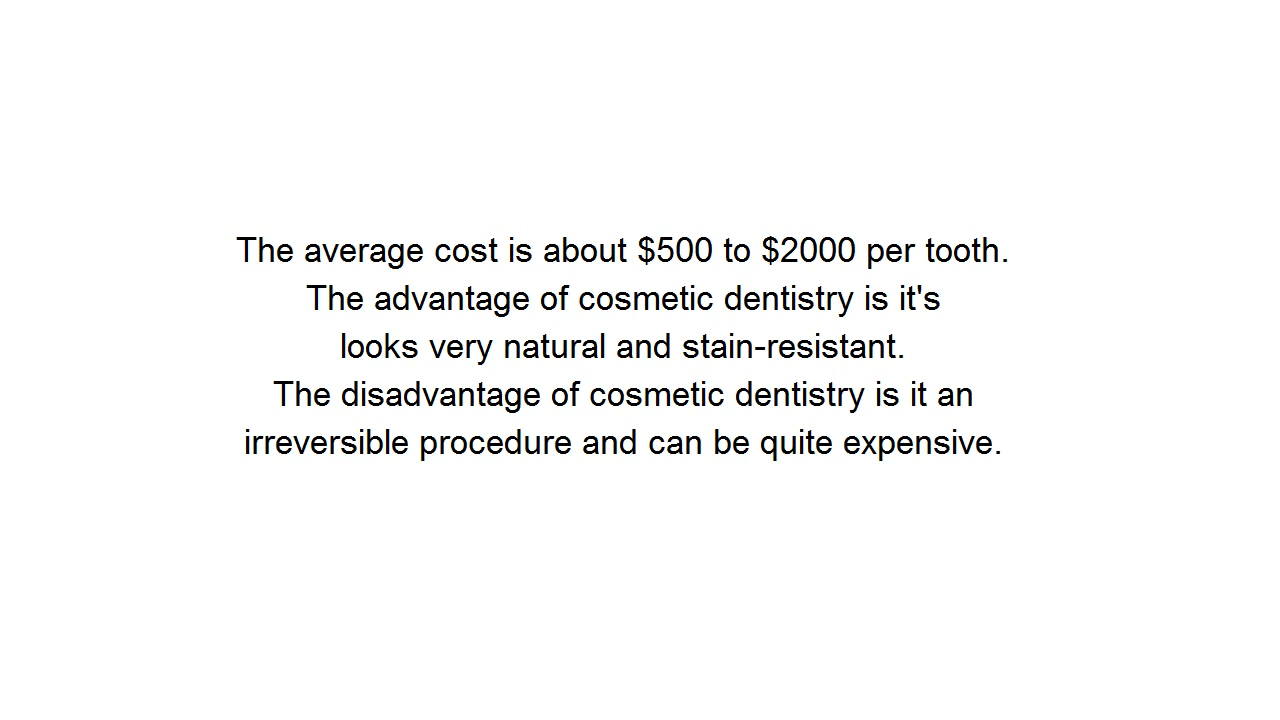 The average cost is about $500 to $2000 per tooth.
The advantage of cosmetic dentistry is it's
looks very natural and stain-resistant.
The disadvantage of cosmetic dentistry is it an
irreversible procedure and can be quite expensive.